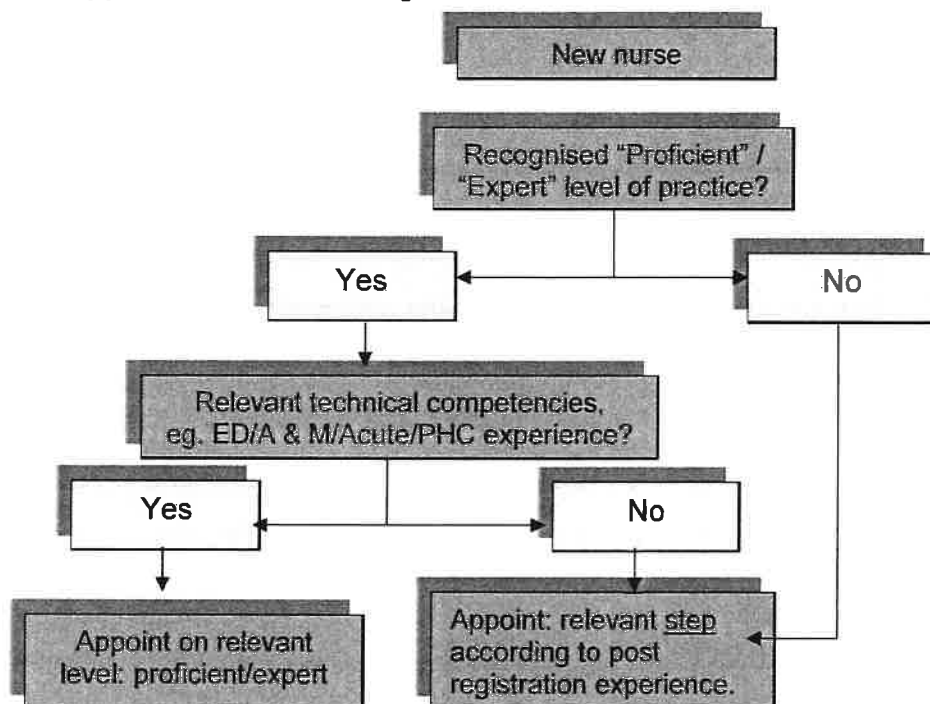 New nurse
Recognised "Proficient" /
"Expert" level of practice?
Yes
No
Relevant technical competencies,
eg. ED/A & M/Acute/PHC experience?
Yes
No
Appoint on relevant
level: proficient/expert
Appoint: relevant step
according to post
registration experience.